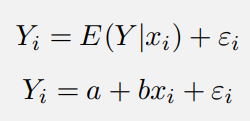 Yᵢ = E(Y|xᵢ) + εᵢ
Yᵢ = a + bxᵢ + εᵢ